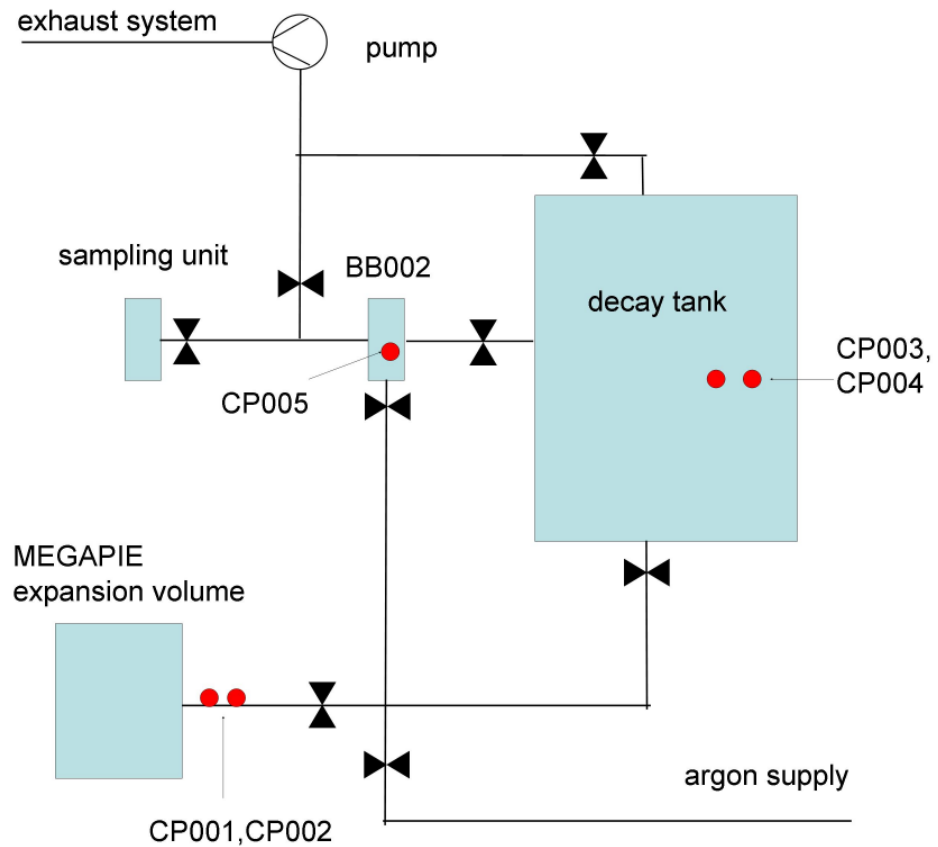 exhaust system
pump
sampling unit
BB002
decay tank
CP003,
CP004
CP005
MEGAPIE
expansion volume
argon supply
CP001,CP002